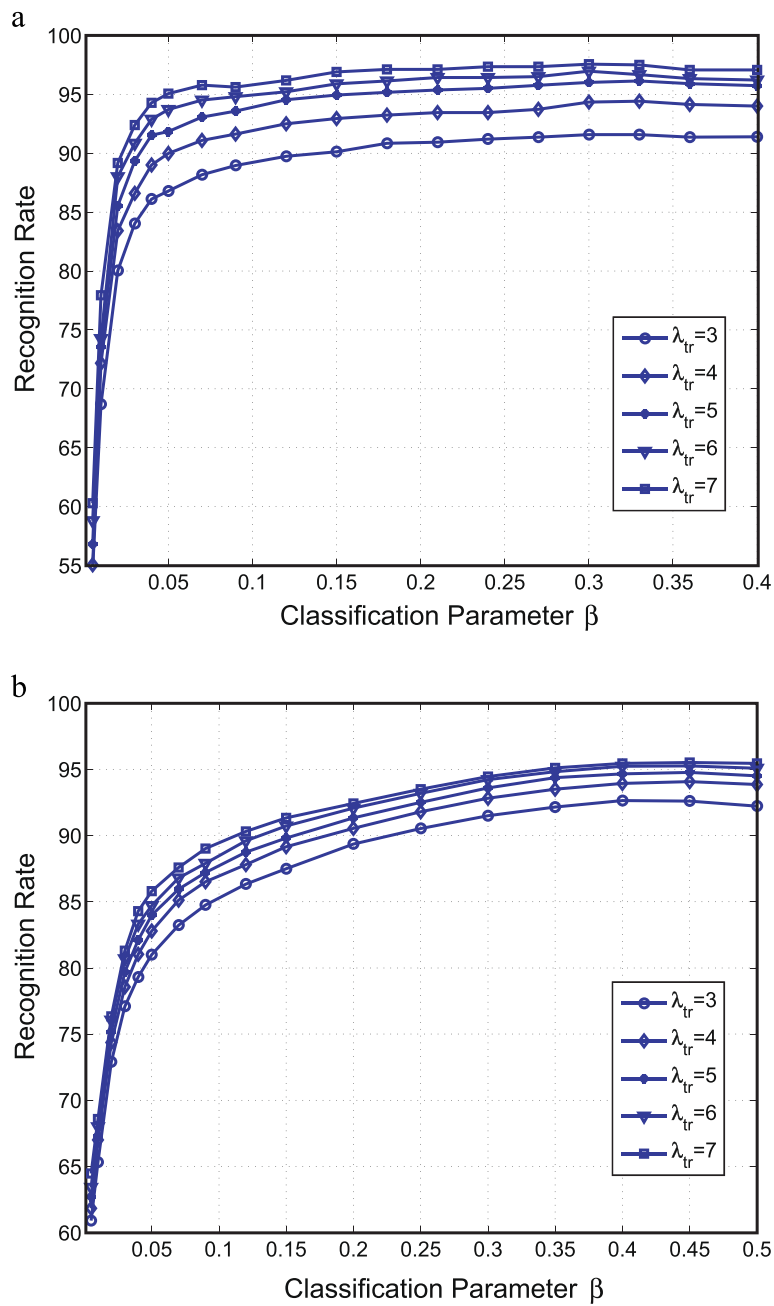 a
100
95
90
85
80
75
70
65
60
55
Recognition Rate
λtr=3
λtr=4
λtr=5
λtr=6
λtr=7
0.05 0.1 0.15 0.2 0.25 0.3 0.35 0.4
Classification Parameter β
b
100
95
90
85
80
75
70
65
60
Recognition Rate
λtr=3
λtr=4
λtr=5
λtr=6
λtr=7
0.05 0.1 0.15 0.2 0.25 0.3 0.35 0.4 0.45 0.5
Classification Parameter β